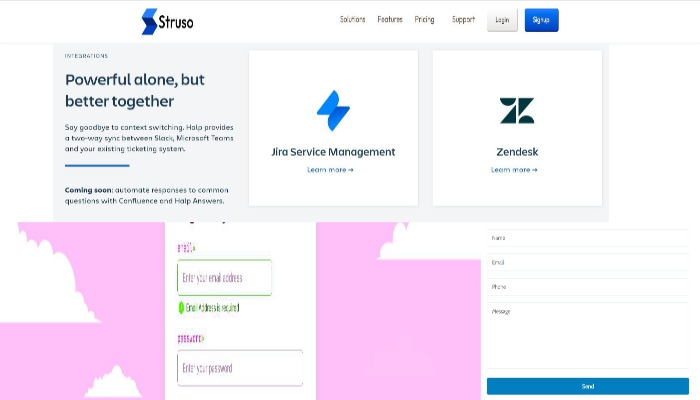 Struso
Solutions Features Pricing Support Login Signup
INTEGRATIONS
Powerful alone, but
better together
Say goodbye to context switching. Halp provides
a two-way sync between Slack, Microsoft Teams
and your existing ticketing system.
Coming soon: automate responses to common
questions with Confluence and Halp Answers.
Jira Service Management
Learn more →
Zendesk
Learn more →
email*
Enter your email address
Email Address is required
password*
Enter your password
Name
Email
Phone
Message
Send